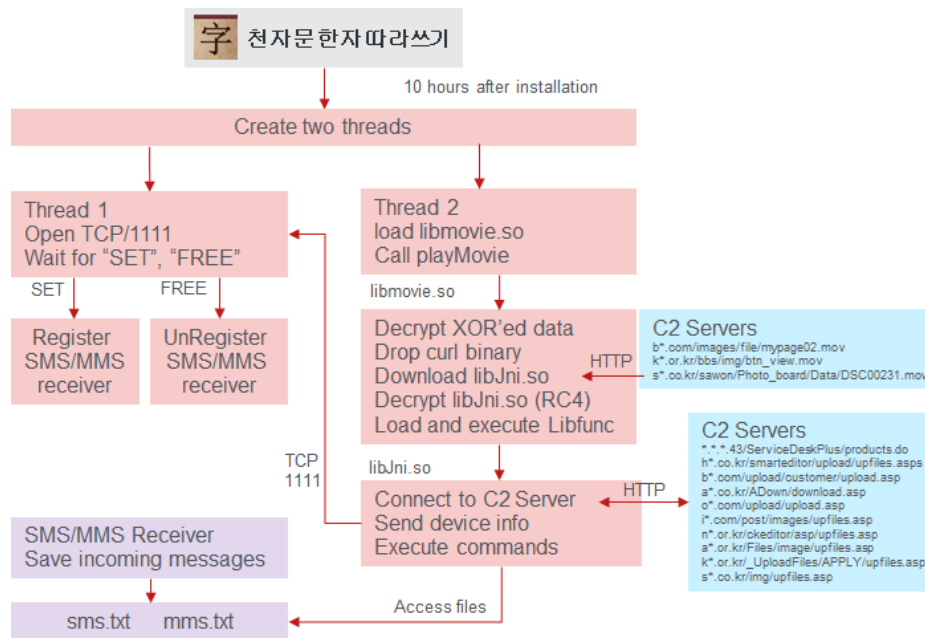 字 천자문 한자 따라쓰기
10 hours after installation
Create two threads
Thread 1
Open TCP/1111
Wait for “SET”, “FREE”
Thread 2
load libmovie.so
Call playMovie
SET
FREE
libmovie.so
Register
SMS/MMS
receiver
UnRegister
SMS/MMS
receiver
Decrypt XOR’ed data
Drop curl binary
Download libJni.so
Decrypt libJni.so (RC4)
Load and execute Libfunc
HTTP
C2 Servers
b*.com/images/file/mypage02.mov
k*.or.kr/bbs/img/btn_view.mov
s*.co.kr/sawon/Photo_board/Data/DSC00231.mov
TCP
1111
libJni.so
Connect to C2 Server
Send device info
Execute commands
HTTP
C2 Servers
*.*.*.43/ServiceDeskPlus/products.do
h*.co.kr/smarteditor/upload/upfiles.asps
b*.com/upload/customer/upload.asp
a*.co.kr/ADown/download.asp
o*.com/upload/upload.asp
i*.com/post/images/upfiles.asp
n*.or.kr/ckeditor/asp/upfiles.asp
a*.or.kr/Files/image/upfiles.asp
k*.or.kr/_UploadFiles/APPLY/upfiles.asp
s*.co.kr/img/upfiles.asp
SMS/MMS Receiver
Save incoming messages
Access files
sms.txt mms.txt